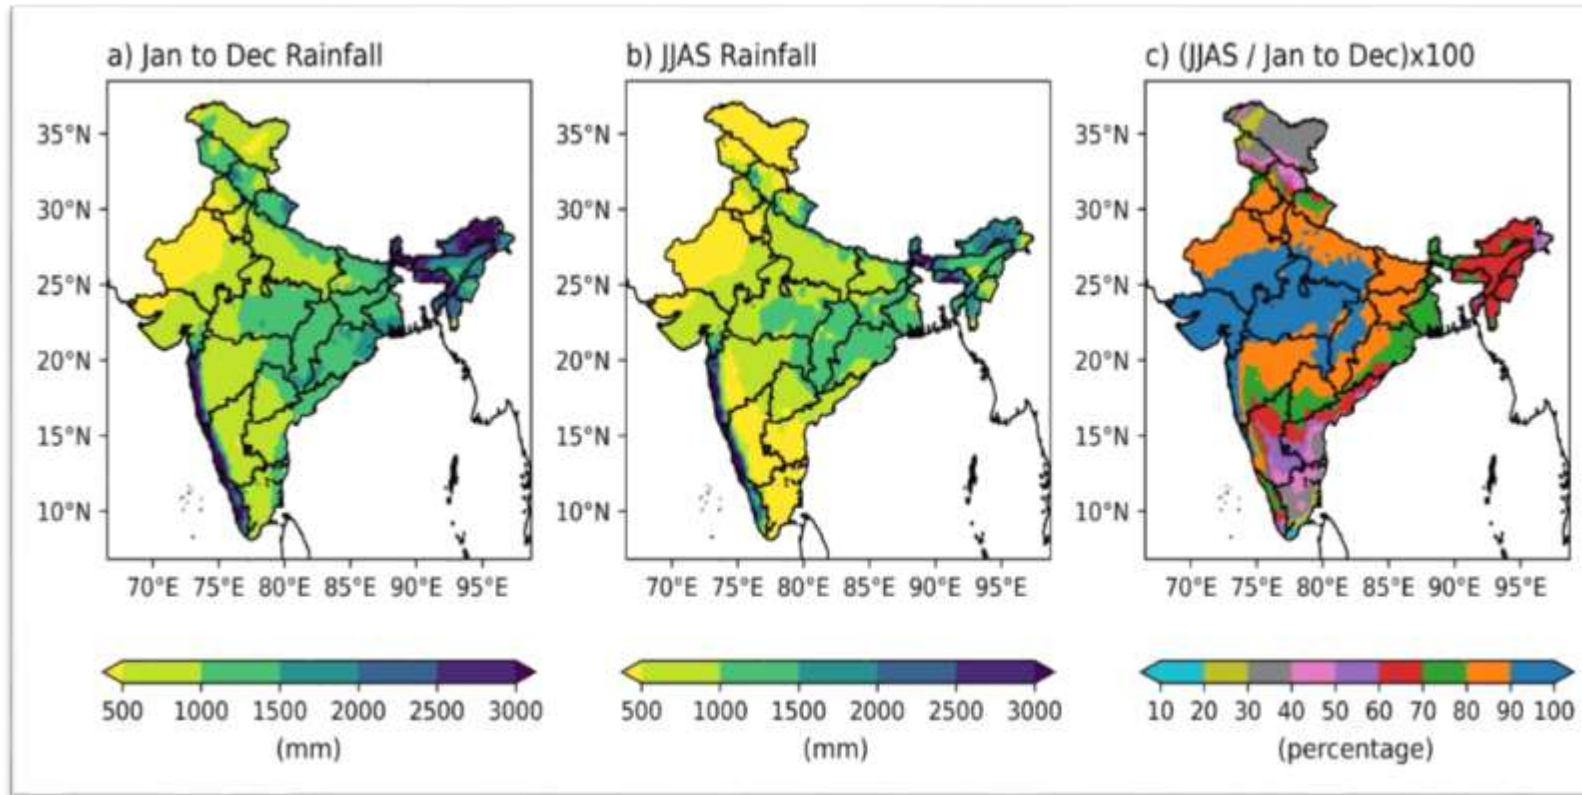 a) Jan to Dec Rainfall
35°N
30°N
25°N
20°N
15°N
10°N
70°E 75°E 80°E 85°E 90°E 95°E
500 1000 1500 2000 2500 3000
(mm)
b) JJAS Rainfall
35°N
30°N
25°N
20°N
15°N
10°N
70°E 75°E 80°E 85°E 90°E 95°E
500 1000 1500 2000 2500 3000
(mm)
c) (JJAS / Jan to Dec)x100
35°N
30°N
25°N
20°N
15°N
10°N
70°E 75°E 80°E 85°E 90°E 95°E
10 20 30 40 50 60 70 80 90 100
(percentage)